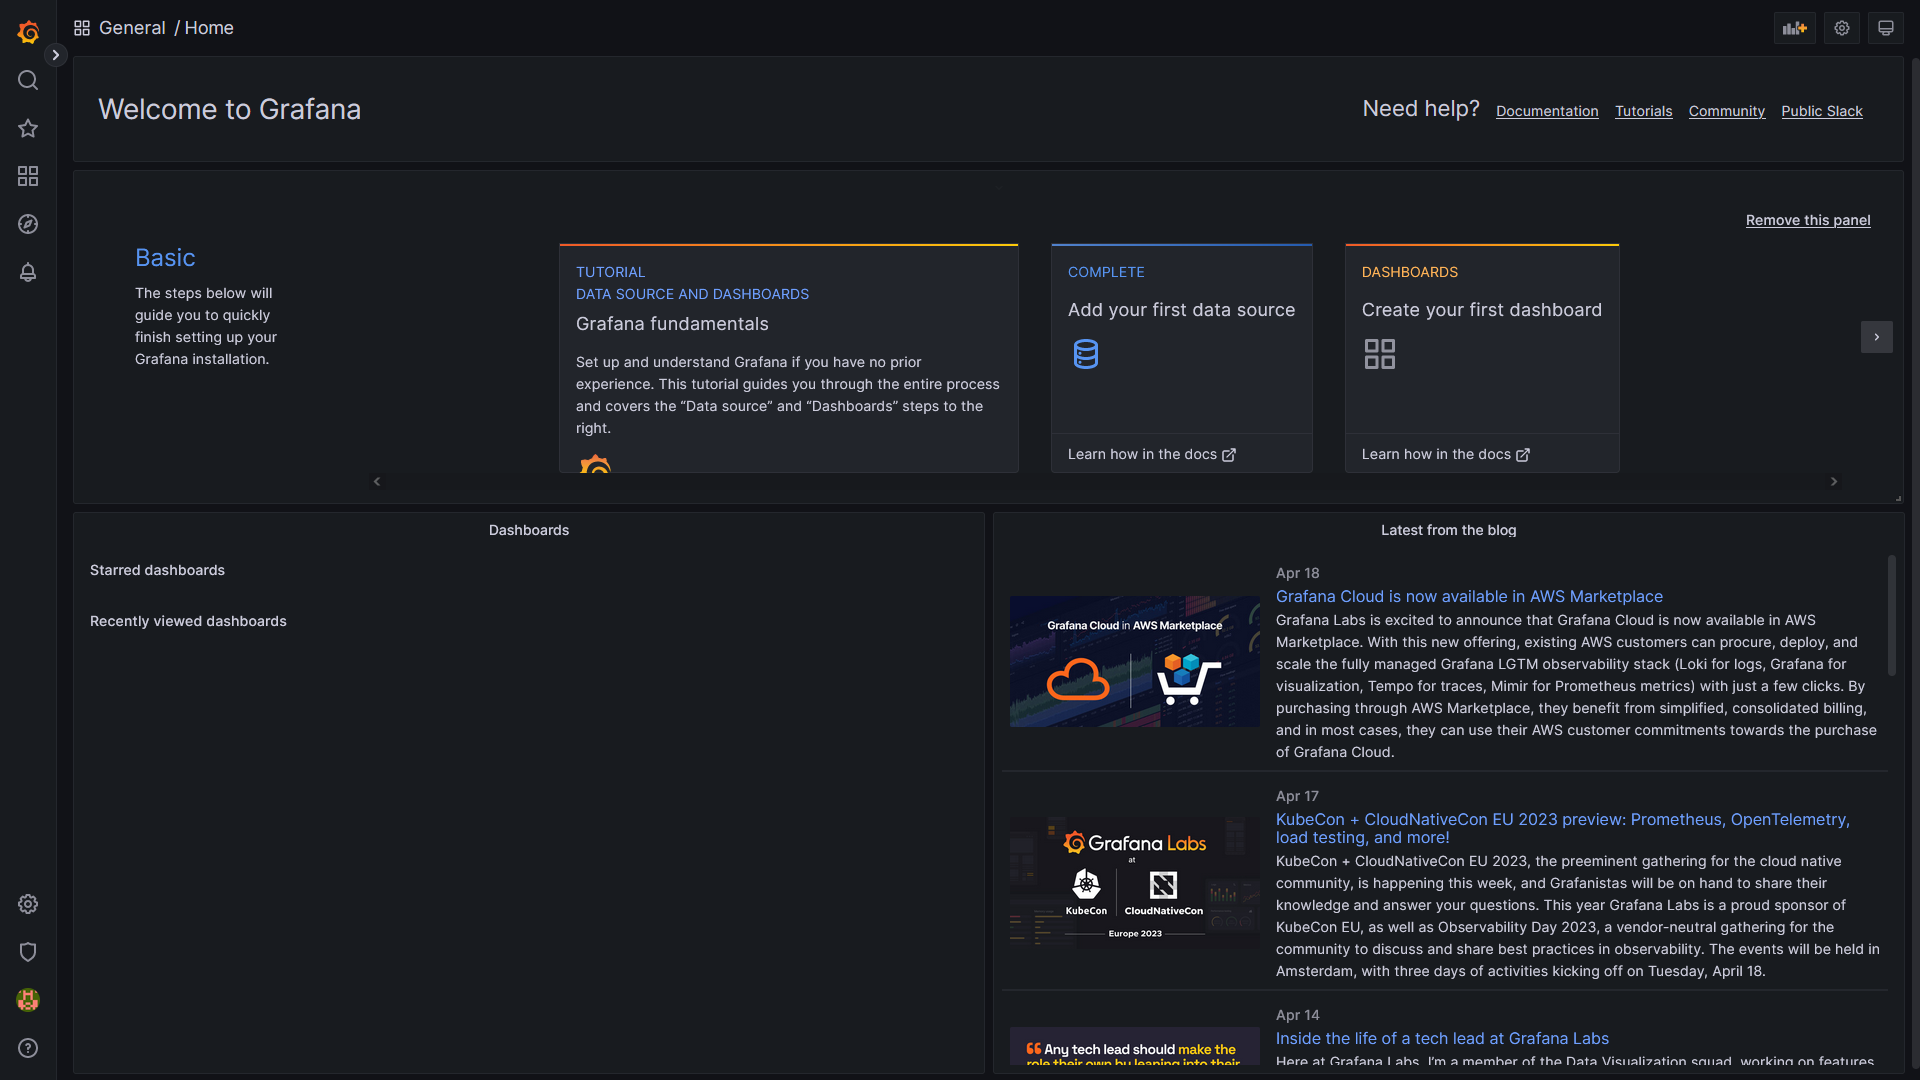 General / Home
Welcome to Grafana
Need help? Documentation Tutorials Community Public Slack
Remove this panel
Basic
The steps below will
guide you to quickly
finish setting up your
Grafana installation.
TUTORIAL
DATA SOURCE AND DASHBOARDS
Grafana fundamentals
Set up and understand Grafana if you have no prior
experience. This tutorial guides you through the entire process
and covers the “Data source” and “Dashboards” steps to the
right.
COMPLETE
Add your first data source
Learn how in the docs
DASHBOARDS
Create your first dashboard
Learn how in the docs
Dashboards
Starred dashboards
Recently viewed dashboards
Latest from the blog
Grafana Cloud in AWS Marketplace
Apr 18
Grafana Cloud is now available in AWS Marketplace
Grafana Labs is excited to announce that Grafana Cloud is now available in AWS
Marketplace. With this new offering, existing AWS customers can procure, deploy, and
scale the fully managed Grafana LGTM observability stack (Loki for logs, Grafana for
visualization, Tempo for traces, Mimir for Prometheus metrics) with just a few clicks. By
purchasing through AWS Marketplace, they benefit from simplified, consolidated billing,
and in most cases, they can use their AWS customer commitments towards the purchase
of Grafana Cloud.
Grafana Labs
at
KubeCon CloudNativeCon
Europe 2023
Apr 17
KubeCon + CloudNativeCon EU 2023 preview: Prometheus, OpenTelemetry,
load testing, and more!
KubeCon + CloudNativeCon EU 2023, the preeminent gathering for the cloud native
community, is happening this week, and Grafanistas will be on hand to share their
knowledge and answer your questions. This year Grafana Labs is a proud sponsor of
KubeCon EU, as well as Observability Day 2023, a vendor-neutral gathering for the
community to discuss and share best practices in observability. The events will be held in
Amsterdam, with three days of activities kicking off on Tuesday, April 18.
Any tech lead should make the
role their own by leaning into their
Apr 14
Inside the life of a tech lead at Grafana Labs
Here at Grafana Labs, I’m a member of the Data Visualization squad, working on features